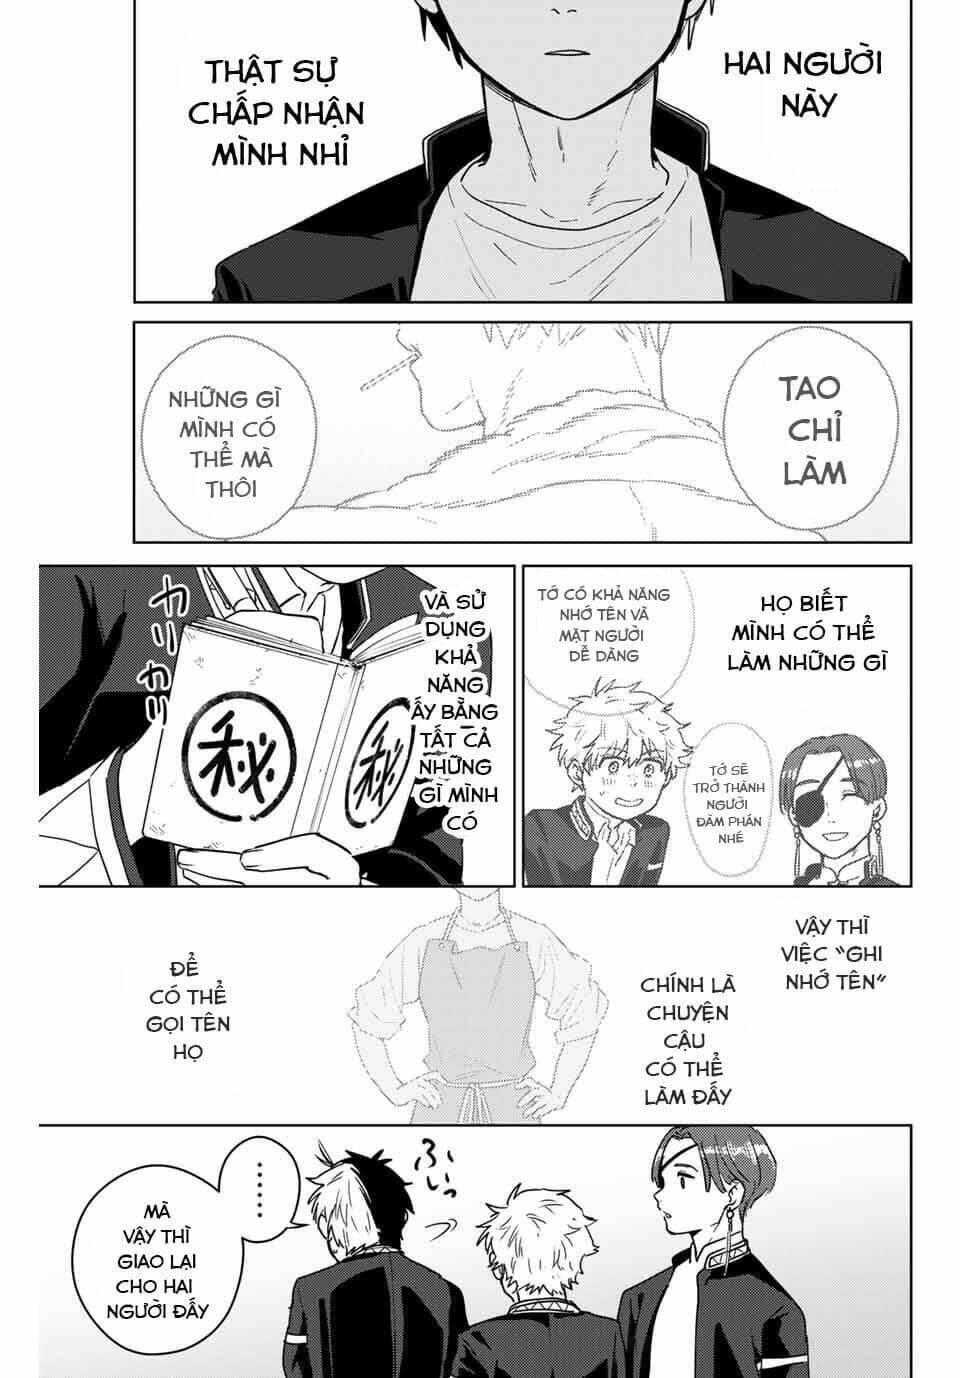 HAI NGƯỜI
NÀY
THẬT SỰ
CHẤP NHẬN
MÌNH NHỈ
TAO
CHỈ
LÀM
NHỮNG GÌ
MÌNH CÓ
THỂ MÀ
THÔI
HỌ BIẾT
MÌNH CÓ THỂ
LÀM NHỮNG GÌ
TỚ CÓ KHẢ NĂNG
NHỚ TÊN VÀ
MẶT NGƯỜI
DỄ DÀNG
TỚ SẼ
TRỞ THÀNH
NGƯỜI
ĐÀM PHÁN
NHÉ
VÀ SỬ
DỤNG
KHẢ
NĂNG
ẤY BẰNG
TẤT CẢ
NHỮNG
GÌ MÌNH
CÓ
カリカリ
秘
秘
VẬY THÌ
VIỆC "GHI
NHỚ TÊN"
CHÍNH LÀ
CHUYỆN
CẬU
CÓ THỂ
LÀM ĐẤY
ĐỂ
CÓ THỂ
GỌI TÊN
HỌ
ふいっ
......
MÀ
VẬY THÌ
GIAO LẠI
CHO HAI
NGƯỜI ĐẤY